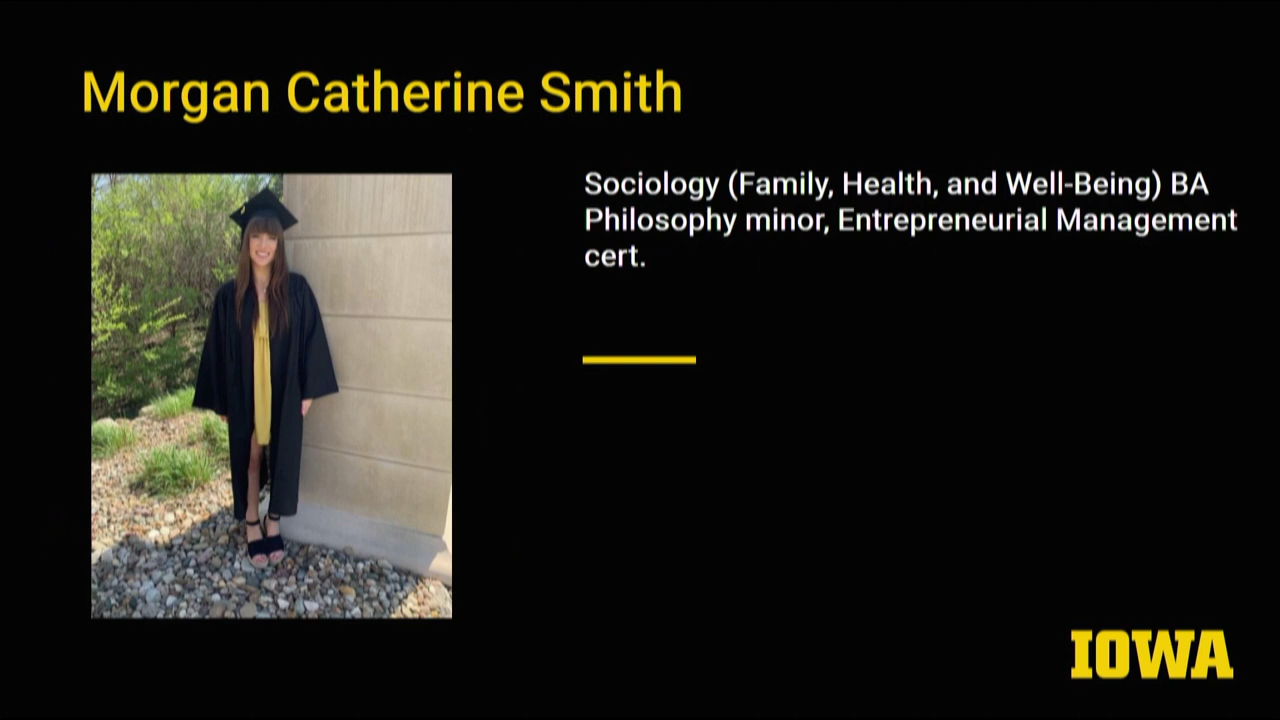 Morgan Catherine Smith
Sociology (Family, Health, and Well-Being) BA
Philosophy minor, Entrepreneurial Management
cert.
IOWA